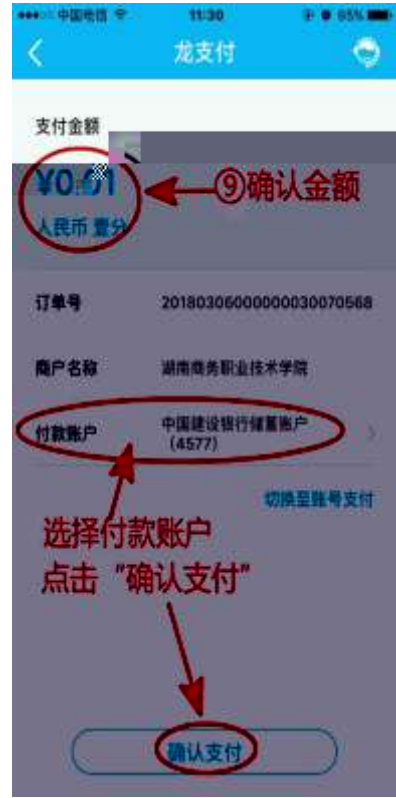 中国电信 11:30 65%
龙支付
支付金额
¥0.01
⑨确认金额
人民币 壹分
订单号 20180306000000030070568
商户名称 湖南商务职业技术学院
付款账户 中国建设银行储蓄账户
(4577)
切换至账号支付
选择付款账户
点击“确认支付”
确认支付